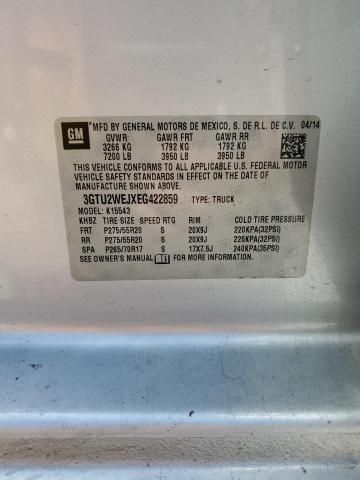 GM
MFD BY GENERAL MOTORS DE MEXICO, S. DE R.L. DE C.V. 04/14
GVWR GAWR FRT GAWR RR
3266 KG 1792 KG 1792 KG
7200 LB 3950 LB 3950 LB
THIS VEHICLE CONFORMS TO ALL APPLICABLE U.S. FEDERAL MOTOR
VEHICLE SAFETY STANDARDS IN EFFECT ON THE DATE OF
MANUFACTURE SHOWN ABOVE.
3GTU2WEJXEG422859 TYPE: TRUCK
MODEL: K15543
KHBZ TIRE SIZE SPEED RTG RIM COLD TIRE PRESSURE
FRT P275/55R20 S 20X9J 220KPA(32PSI)
RR P275/55R20 S 20X9J 220KPA(32PSI)
SPA P265/70R17 S 17X7.5J 240KPA(35PSI)
SEE OWNER'S MANUAL FOR MORE INFORMATION.